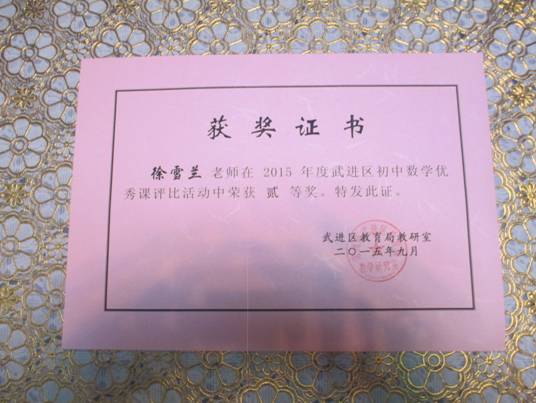 获奖证书
徐雪兰 老师在 2015 年度武进区初中数学优
秀课评比活动中荣获 贰 等奖。特发此证。
武进区教育局教研室
二〇一五年九月